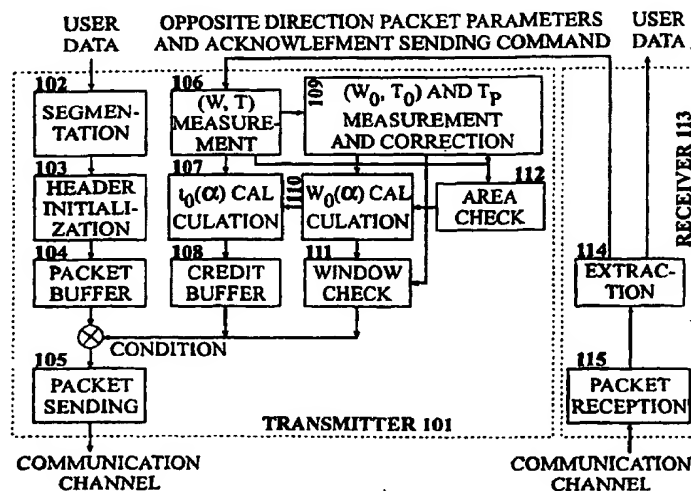 USER DATA
OPPOSITE DIRECTION PACKET PARAMETERS
AND ACKNOWLEFMENT SENDING COMMAND
USER DATA
102
SEGMEN-
TATION
103
HEADER
INITIALI-
ZATION
104
PACKET
BUFFER
CONDITION
105
PACKET
SENDING
COMMUNICATION
CHANNEL
106
(W, T)
MEASURE-
MENT
107
ι₀(α) CAL
CULATION
108
CREDIT
BUFFER
109
(W₀, T₀) AND Tₚ
MEASUREMENT
AND CORRECTION
110
W₀(α) CAL
CULATION
111
WINDOW
CHECK
112
AREA
CHECK
TRANSMITTER 101
RECEIVER 113
114
EXTRAC-
TION
115
PACKET
RECEPTION
COMMUNICATION
CHANNEL